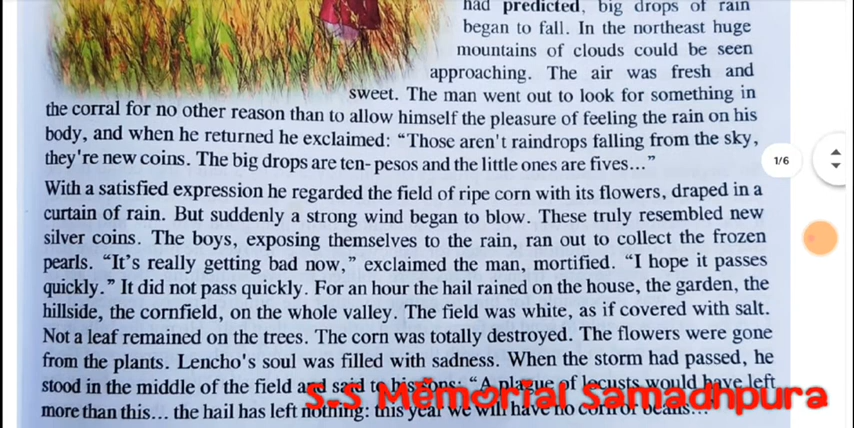 had predicted, big drops of rain
began to fall. In the northeast huge
mountains of clouds could be seen
approaching. The air was fresh and
sweet. The man went out to look for something in
the corral for no other reason than to allow himself the pleasure of feeling the rain on his
body, and when he returned he exclaimed: “Those aren't raindrops falling from the sky,
they're new coins. The big drops are ten- pesos and the little ones are fives...”
1/6
With a satisfied expression he regarded the field of ripe corn with its flowers, draped in a
curtain of rain. But suddenly a strong wind began to blow. These truly resembled new
silver coins. The boys, exposing themselves to the rain, ran out to collect the frozen
pearls. “It's really getting bad now,” exclaimed the man, mortified. “I hope it passes
quickly.” It did not pass quickly. For an hour the hail rained on the house, the garden, the
hillside, the cornfield, on the whole valley. The field was white, as if covered with salt.
Not a leaf remained on the trees. The corn was totally destroyed. The flowers were gone
from the plants. Lencho's soul was filled with sadness. When the storm had passed, he
stood in the middle of the field and said to his sons: “A plague of locusts would have left
more than this... the hail has left nothing: this year we will have no corn or beans...”
S-S Memorial Samadhpura